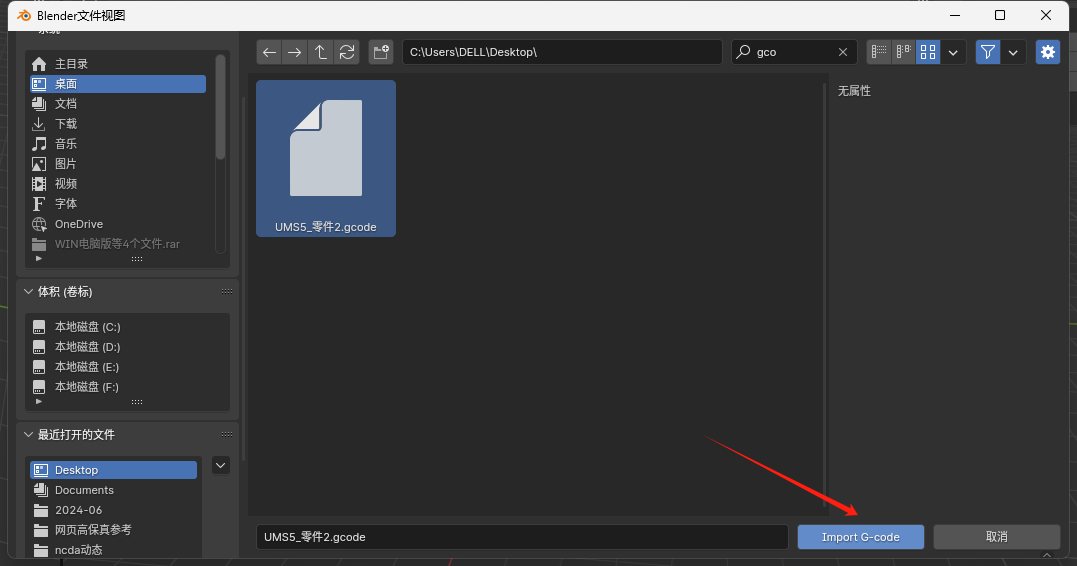 Blender文件视图
系统
主目录
桌面
文档
下载
音乐
图片
视频
字体
OneDrive
WIN电脑版等4个文件.rar
体积 (卷标)
本地磁盘 (C:)
本地磁盘 (D:)
本地磁盘 (E:)
本地磁盘 (F:)
最近打开的文件
Desktop
Documents
2024-06
网页高保真参考
ncda动态
C:\Users\DELL\Desktop\
gco
UMS5_零件2.gcode
无属性
UMS5_零件2.gcode
Import G-code
取消